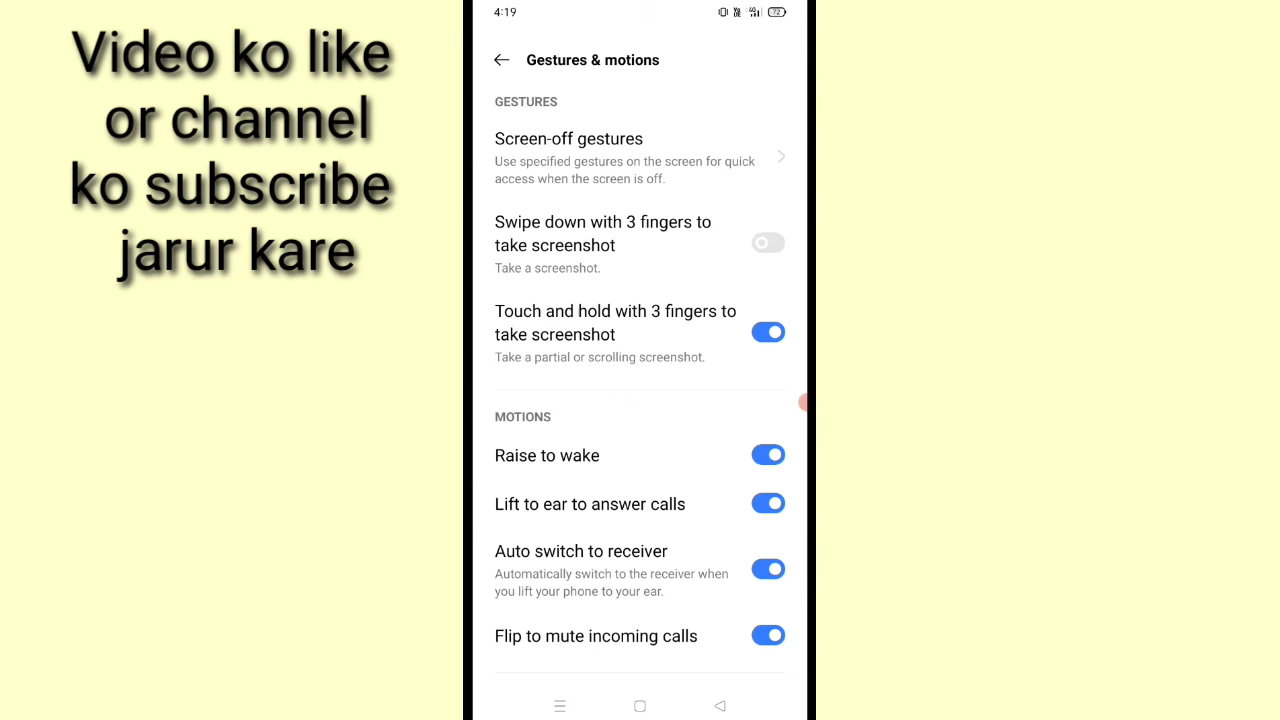 Video ko like
or channel
ko subscribe
jarur kare
4:19
72
Gestures & motions
GESTURES
Screen-off gestures
Use specified gestures on the screen for quick
access when the screen is off.
Swipe down with 3 fingers to
take screenshot
Take a screenshot.
Touch and hold with 3 fingers to
take screenshot
Take a partial or scrolling screenshot.
MOTIONS
Raise to wake
Lift to ear to answer calls
Auto switch to receiver
Automatically switch to the receiver when
you lift your phone to your ear.
Flip to mute incoming calls